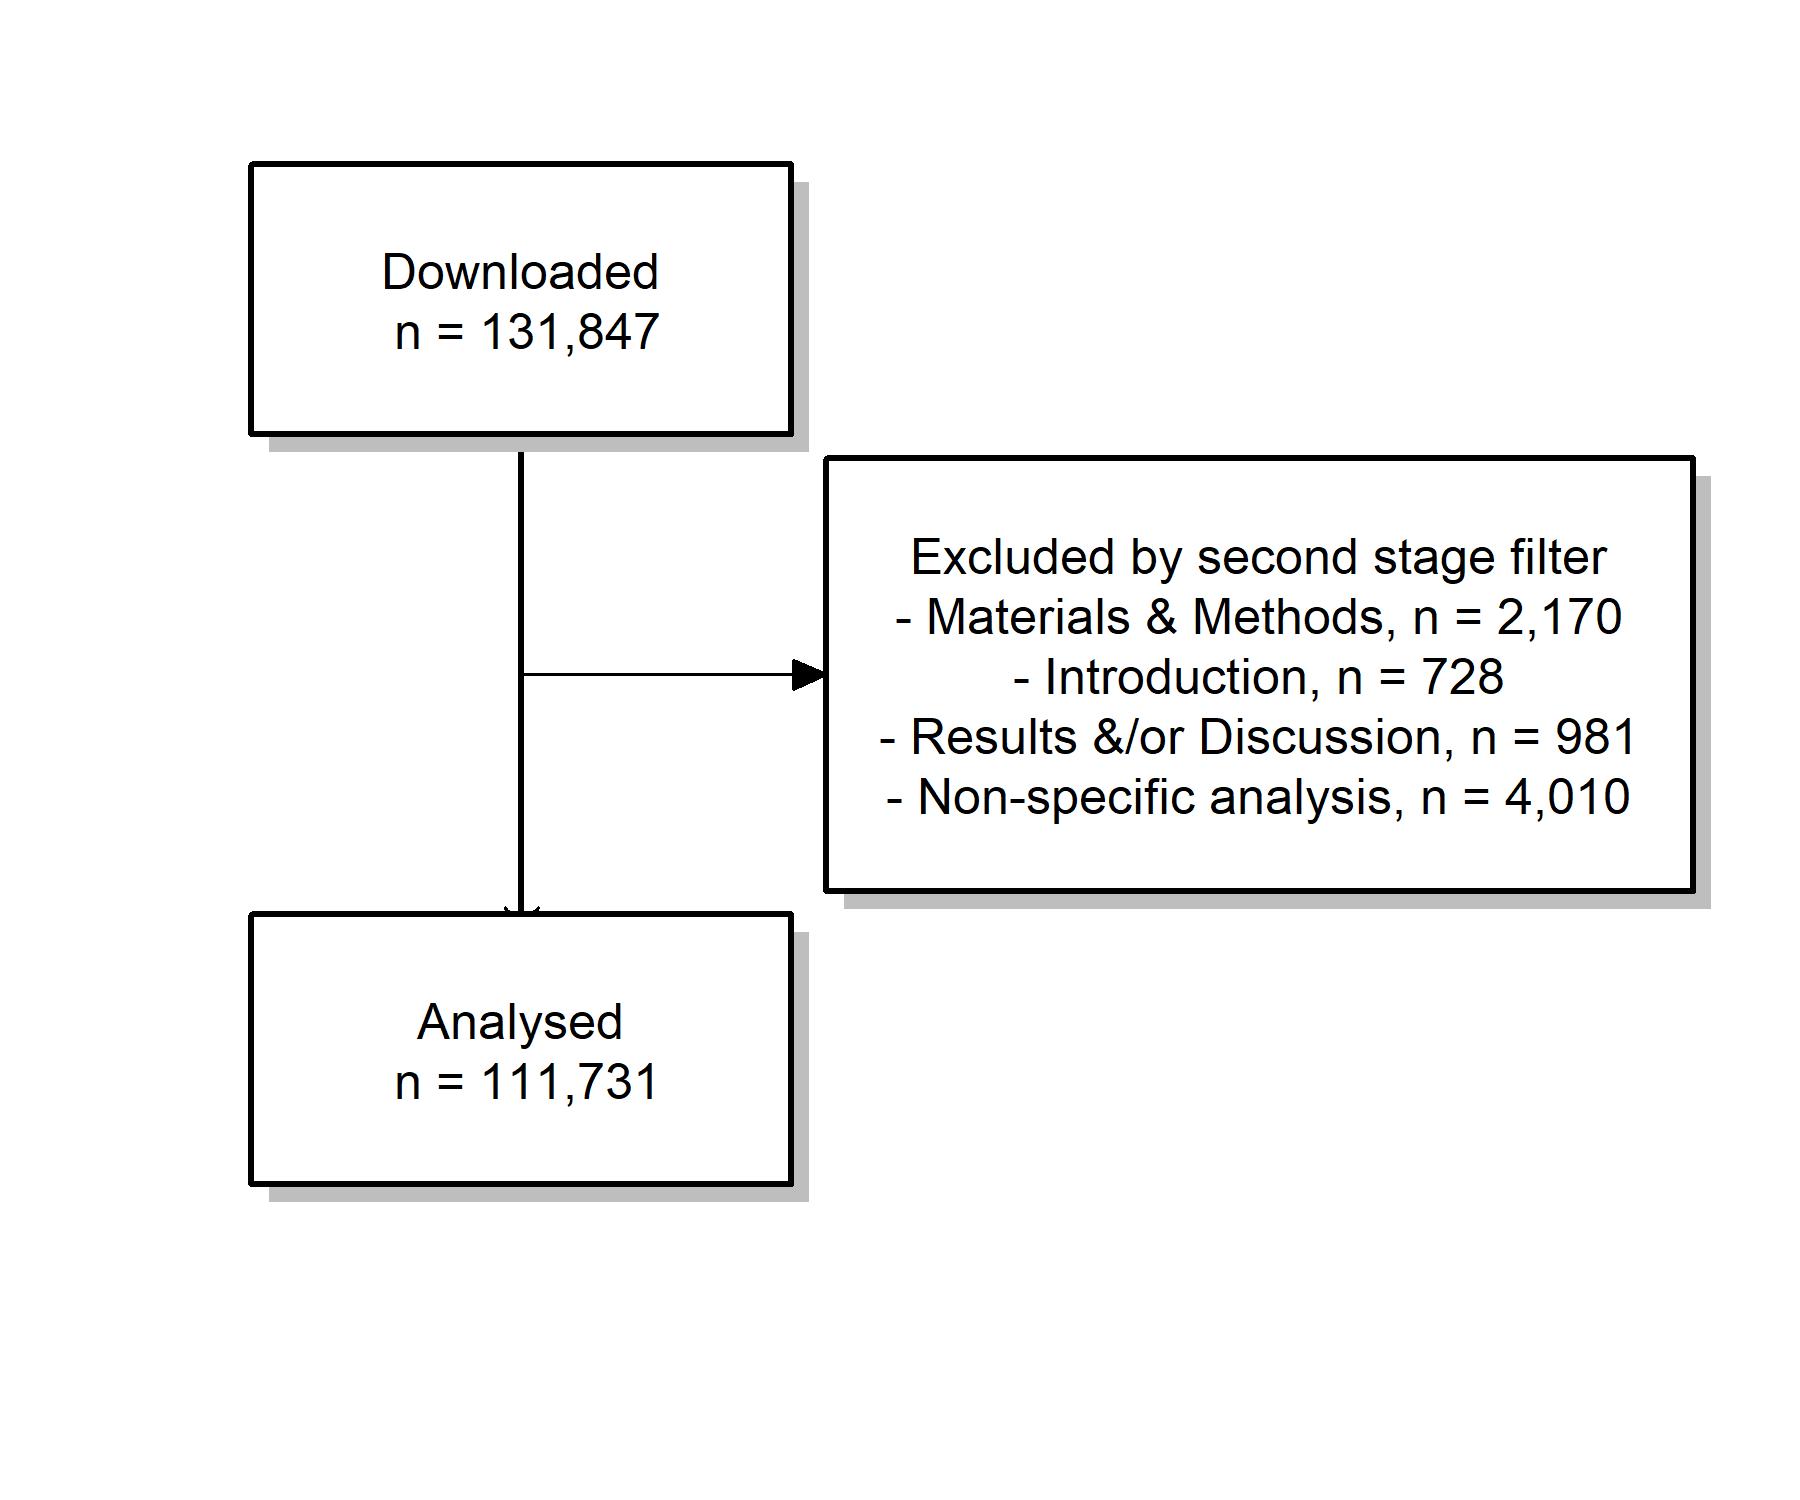 Downloaded
n = 131,847
Excluded by second stage filter
- Materials & Methods, n = 2,170
- Introduction, n = 728
- Results &/or Discussion, n = 981
- Non-specific analysis, n = 4,010
Analysed
n = 111,731